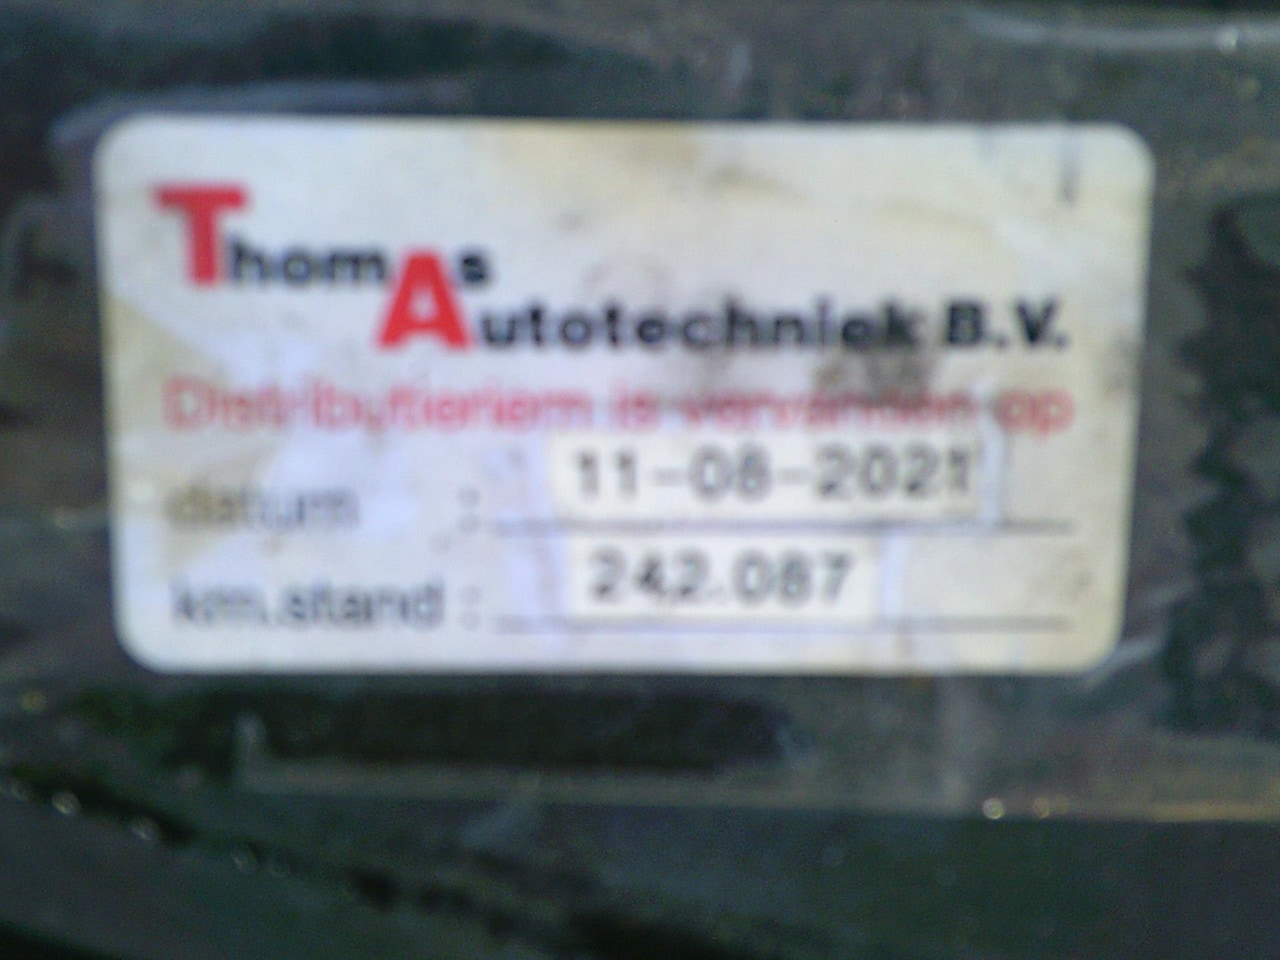 Thomas
Autotechniek B.V.
Distributieriem is vervangen op
datum : 11-08-2021
km.stand : 242.087